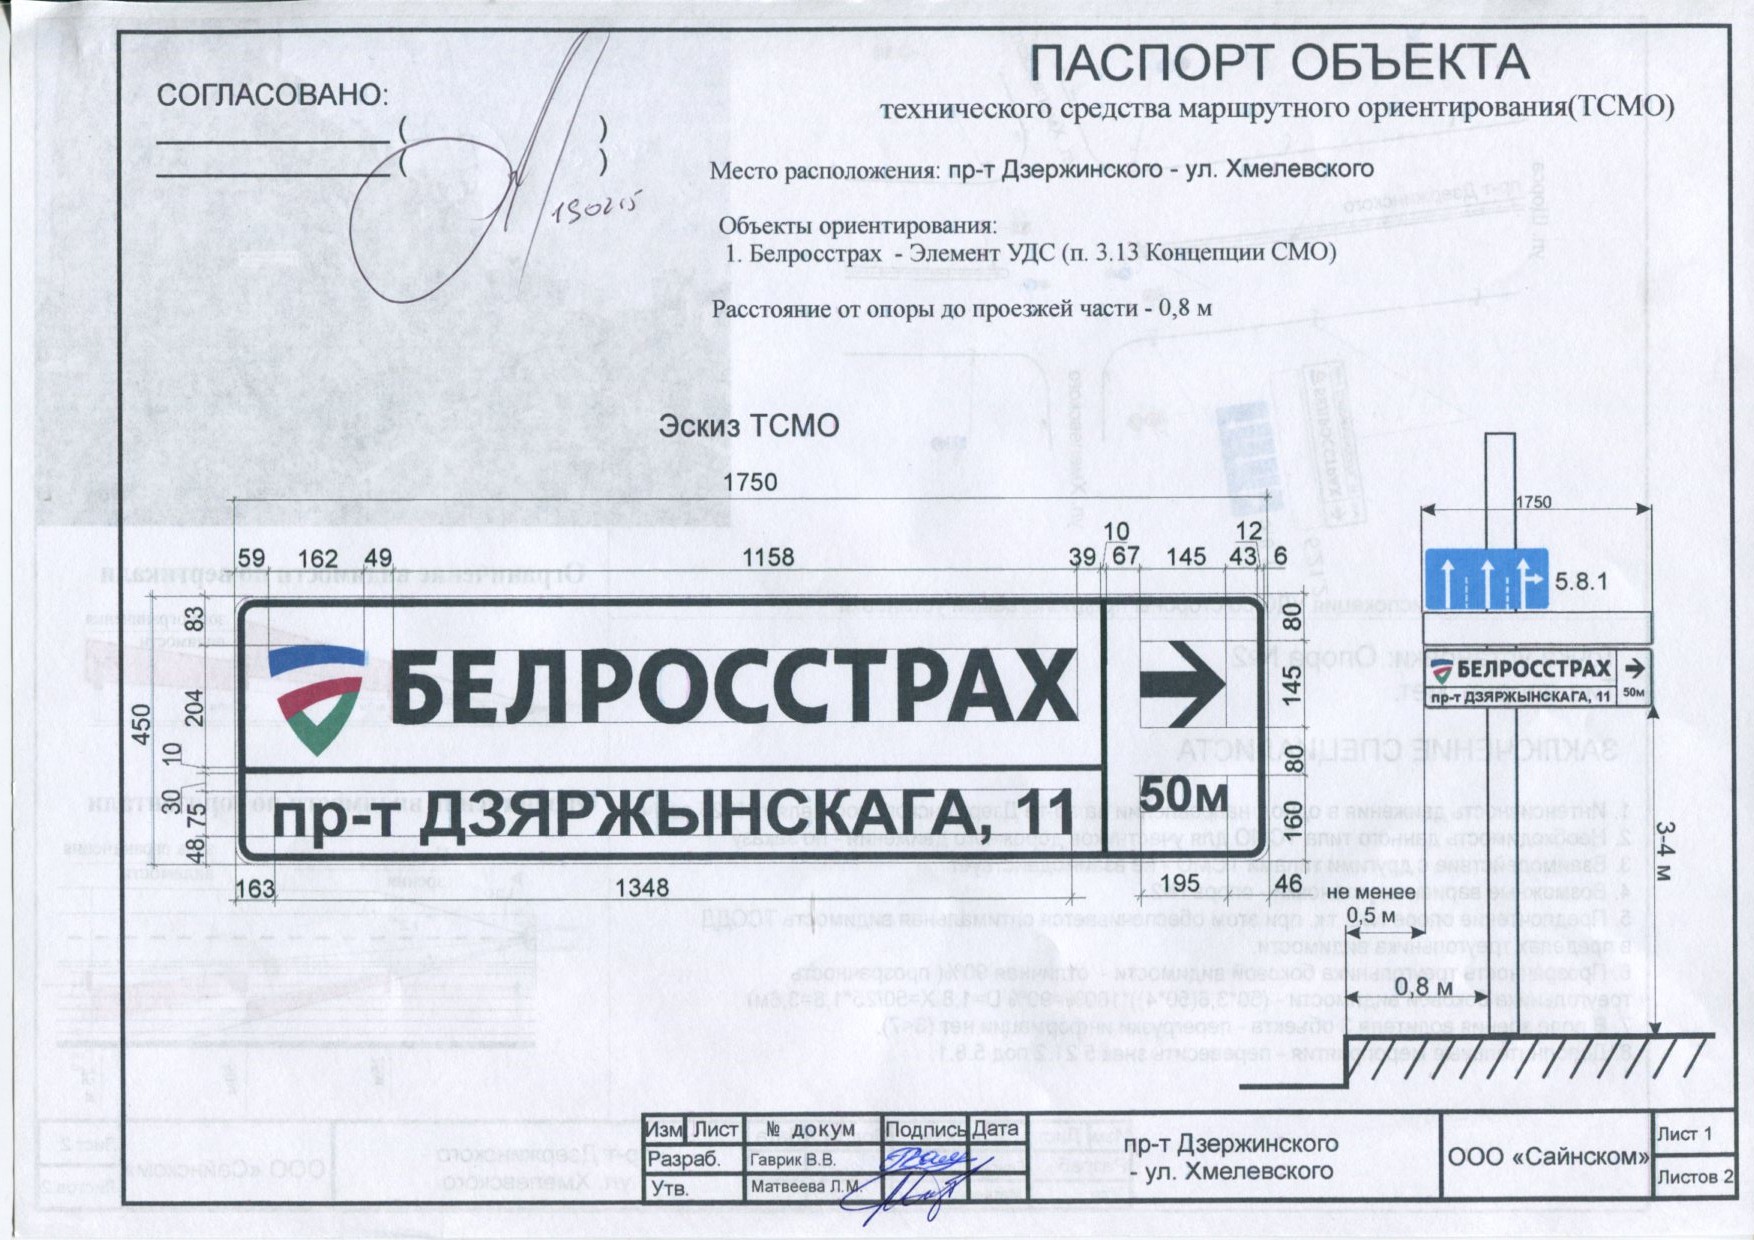 ПАСПОРТ ОБЪЕКТА
технического средства маршрутного ориентирования(ТСМО)
СОГЛАСОВАНО:
( )
( )
Место расположения: пр-т Дзержинского - ул. Хмелевского
Объекты ориентирования:
1. Белросстрах - Элемент УДС (п. 3.13 Концепции СМО)
Расстояние от опоры до проезжей части - 0,8 м
Эскиз ТСМО
1750
59 162 49 1158 39 10 67 145 43 12 6
450
83
204
10
30
75
48
БЕЛРОССТРАХ
пр-т ДЗЯРЖЫНСКАГА, 11
50м
80
145
80
160
163 1348 195 46
1750
5.8.1
БЕЛРОССТРАХ
пр-т ДЗЯРЖЫНСКАГА, 11 50м
3-4 м
не менее
0,5 м
0,8 м
Изм Лист № докум Подпись Дата
Разраб. Гаврик В.В.
Утв. Матвеева Л.М.
пр-т Дзержинского
- ул. Хмелевского
ООО «Сайнском»
Лист 1
Листов 2